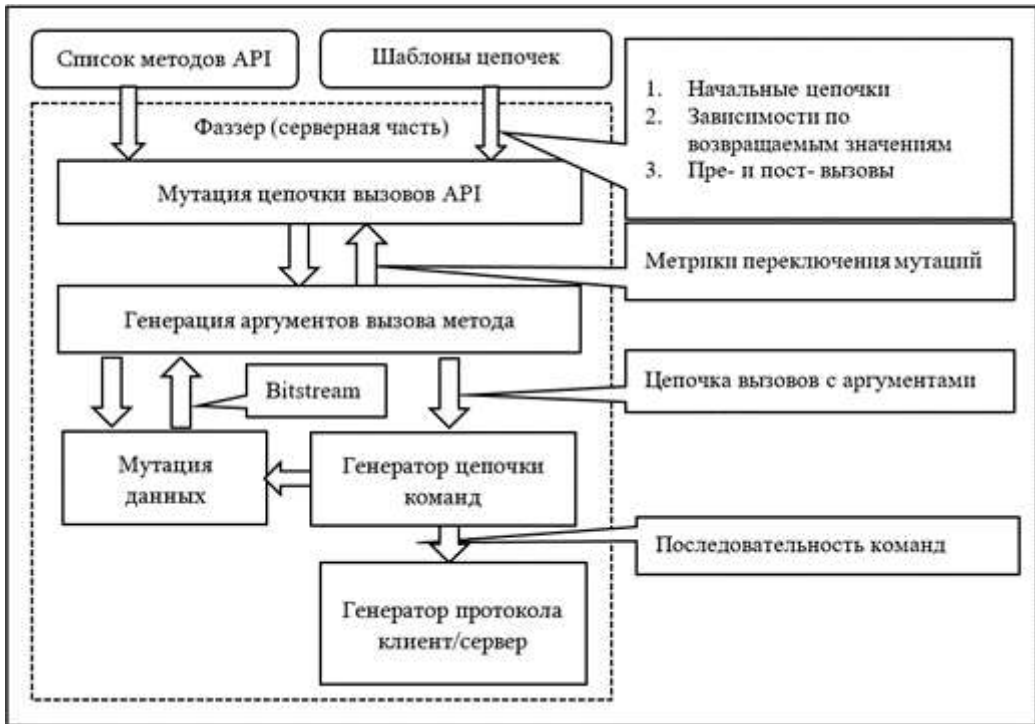 Список методов API
Шаблоны цепочек
1. Начальные цепочки
2. Зависимости по
возвращаемым значениям
3. Пре- и пост- вызовы
Фаззер (серверная часть)
Мутация цепочки вызовов API
Метрики переключения мутаций
Генерация аргументов вызова метода
Цепочка вызовов с аргументами
Bitstream
Мутация
данных
Генератор цепочки
команд
Последовательность команд
Генератор протокола
клиент/сервер